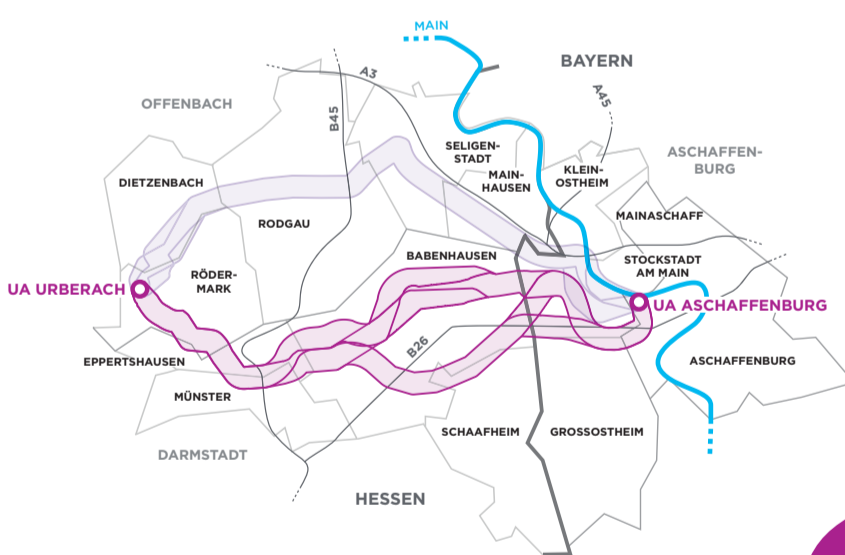 MAIN
BAYERN
A3
A45
OFFENBACH
B45
SELIGEN-
STADT
MAIN-
HAUSEN
KLEIN-
OSTHEIM
ASCHAFFEN-
BURG
DIETZENBACH
MAINASCHAFF
RODGAU
BABENHAUSEN
STOCKSTADT
AM MAIN
RÖDER-
MARK
UA URBERACH
UA ASCHAFFENBURG
B26
EPPERTSHAUSEN
ASCHAFFENBURG
MÜNSTER
SCHAAFHEIM
GROSSOSTHEIM
DARMSTADT
HESSEN